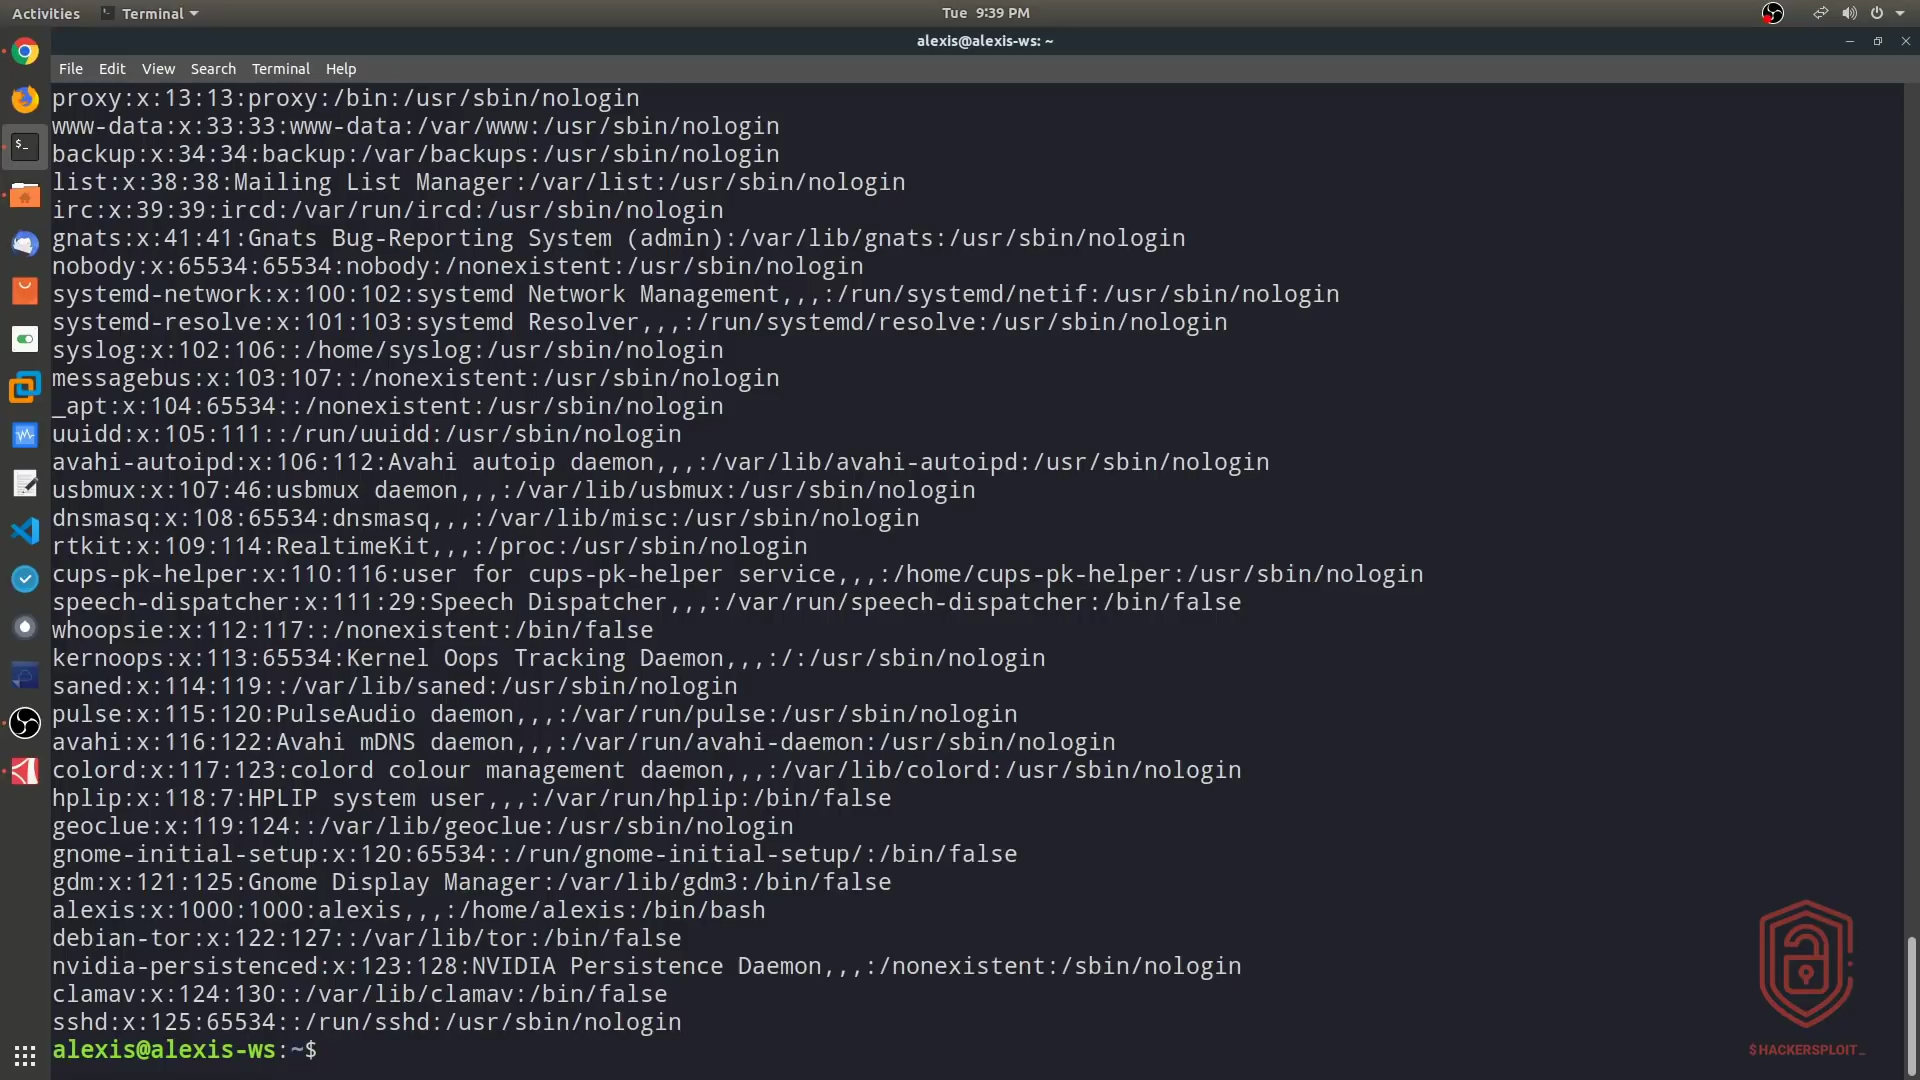 Activities Terminal Tue 9:39 PM
alexis@alexis-ws: ~
File Edit View Search Terminal Help
proxy:x:13:13:proxy:/bin:/usr/sbin/nologin
www-data:x:33:33:www-data:/var/www:/usr/sbin/nologin
backup:x:34:34:backup:/var/backups:/usr/sbin/nologin
list:x:38:38:Mailing List Manager:/var/list:/usr/sbin/nologin
irc:x:39:39:ircd:/var/run/ircd:/usr/sbin/nologin
gnats:x:41:41:Gnats Bug-Reporting System (admin):/var/lib/gnats:/usr/sbin/nologin
nobody:x:65534:65534:nobody:/nonexistent:/usr/sbin/nologin
systemd-network:x:100:102:systemd Network Management,,,:/run/systemd/netif:/usr/sbin/nologin
systemd-resolve:x:101:103:systemd Resolver,,,:/run/systemd/resolve:/usr/sbin/nologin
syslog:x:102:106::/home/syslog:/usr/sbin/nologin
messagebus:x:103:107::/nonexistent:/usr/sbin/nologin
_apt:x:104:65534::/nonexistent:/usr/sbin/nologin
uuidd:x:105:111::/run/uuidd:/usr/sbin/nologin
avahi-autoipd:x:106:112:Avahi autoip daemon,,,:/var/lib/avahi-autoipd:/usr/sbin/nologin
usbmux:x:107:46:usbmux daemon,,,:/var/lib/usbmux:/usr/sbin/nologin
dnsmasq:x:108:65534:dnsmasq,,,:/var/lib/misc:/usr/sbin/nologin
rtkit:x:109:114:RealtimeKit,,,:/proc:/usr/sbin/nologin
cups-pk-helper:x:110:116:user for cups-pk-helper service,,,:/home/cups-pk-helper:/usr/sbin/nologin
speech-dispatcher:x:111:29:Speech Dispatcher,,,:/var/run/speech-dispatcher:/bin/false
whoopsie:x:112:117::/nonexistent:/bin/false
kernoops:x:113:65534:Kernel Oops Tracking Daemon,,,:/:/usr/sbin/nologin
saned:x:114:119::/var/lib/saned:/usr/sbin/nologin
pulse:x:115:120:PulseAudio daemon,,,:/var/run/pulse:/usr/sbin/nologin
avahi:x:116:122:Avahi mDNS daemon,,,:/var/run/avahi-daemon:/usr/sbin/nologin
colord:x:117:123:colord colour management daemon,,,:/var/lib/colord:/usr/sbin/nologin
hplip:x:118:7:HPLIP system user,,,:/var/run/hplip:/bin/false
geoclue:x:119:124::/var/lib/geoclue:/usr/sbin/nologin
gnome-initial-setup:x:120:65534::/run/gnome-initial-setup/:/bin/false
gdm:x:121:125:Gnome Display Manager:/var/lib/gdm3:/bin/false
alexis:x:1000:1000:alexis,,,:/home/alexis:/bin/bash
debian-tor:x:122:127::/var/lib/tor:/bin/false
nvidia-persistenced:x:123:128:NVIDIA Persistence Daemon,,,:/nonexistent:/sbin/nologin
clamav:x:124:130::/var/lib/clamav:/bin/false
sshd:x:125:65534::/run/sshd:/usr/sbin/nologin
alexis@alexis-ws:~$
$HACKERSPLOIT_